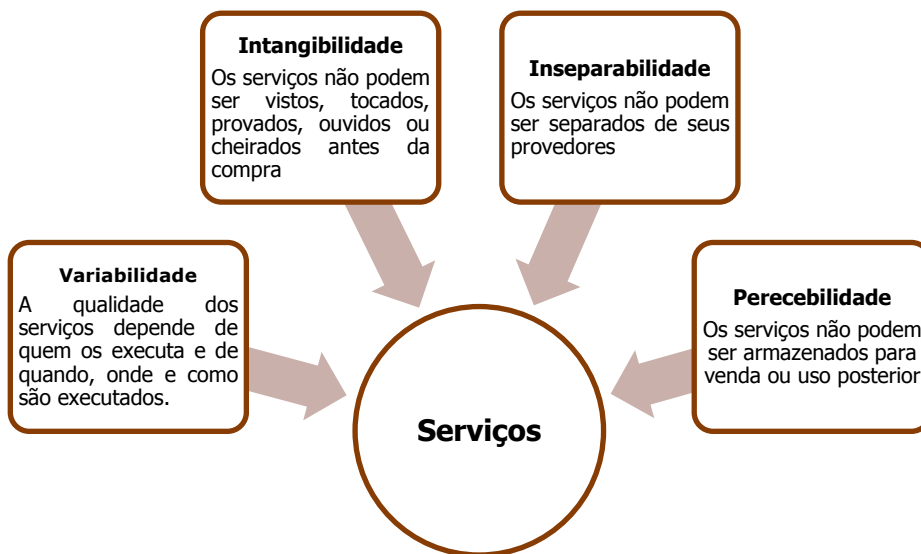 Intangibilidade
Os serviços não podem
ser vistos, tocados,
provados, ouvidos ou
cheirados antes da
compra
Inseparabilidade
Os serviços não podem
ser separados de seus
provedores
Variabilidade
A qualidade dos
serviços depende de
quem os executa e de
quando, onde e como
são executados.
Perecebilidade
Os serviços não podem
ser armazenados para
venda ou uso posterior
Serviços